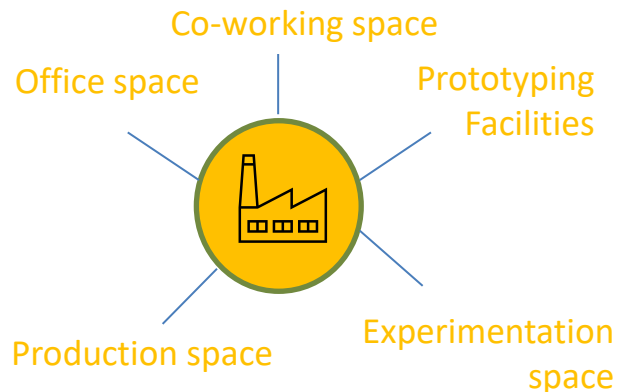 Co-working space
Office space
Prototyping
Facilities
Production space
Experimentation
space